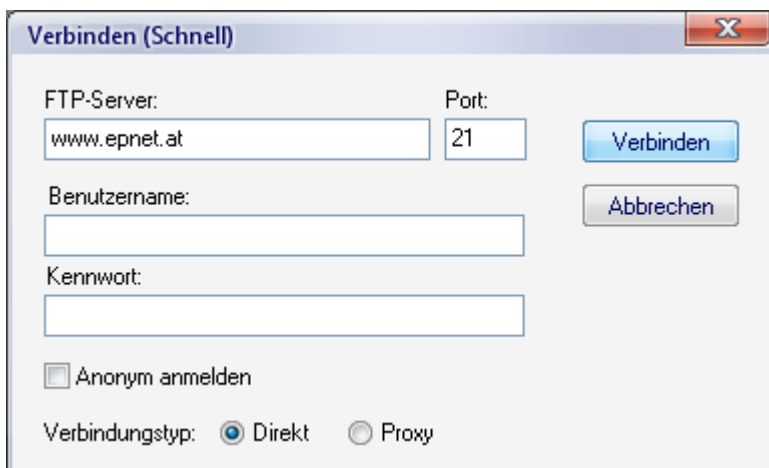 Verbinden (Schnell)
FTP-Server: Port:
www.epnet.at 21
Verbinden
Benutzername:
Abbrechen
Kennwort:
Anonym anmelden
Verbindungstyp: Direkt Proxy